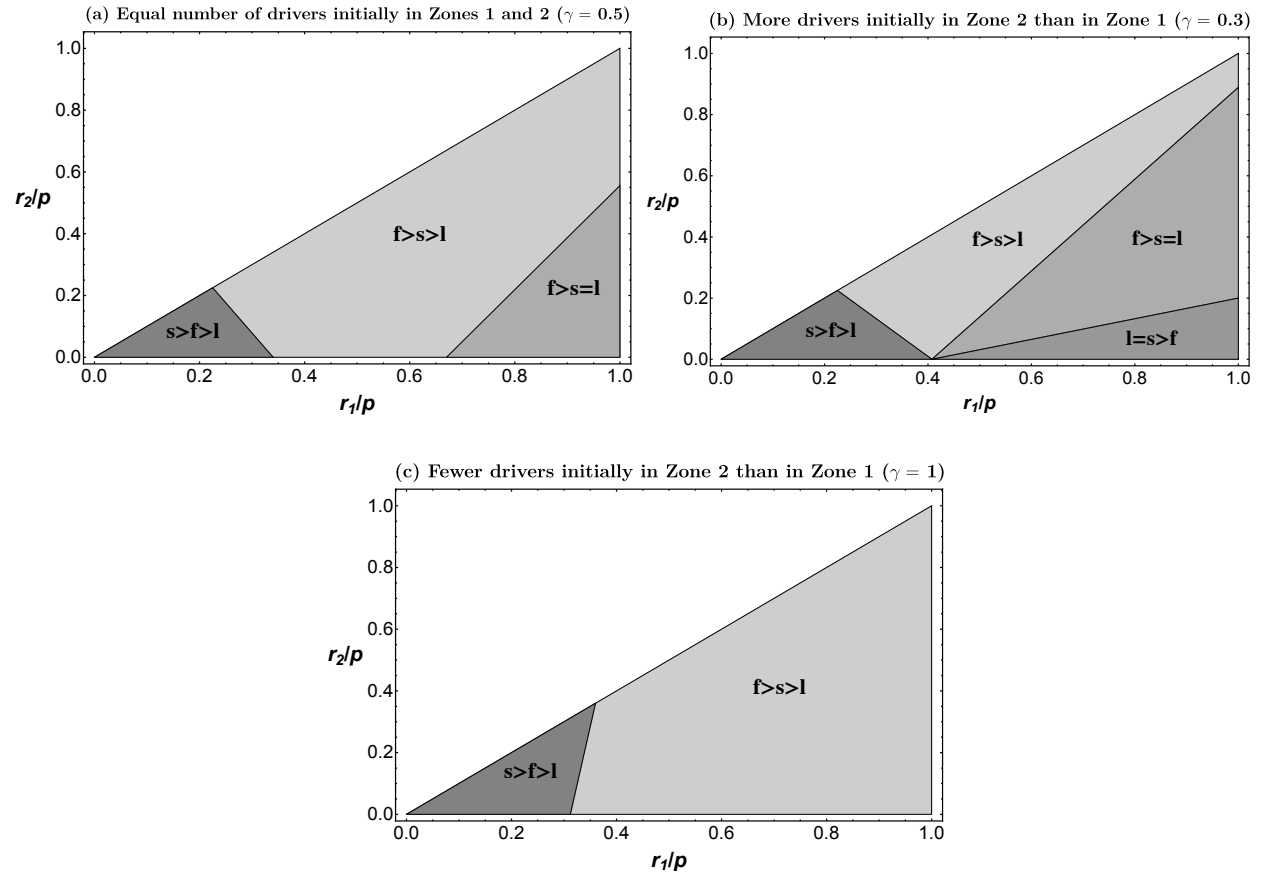 (a) Equal number of drivers initially in Zones 1 and 2 (γ = 0.5)
1.0
0.8
0.6
r2/p
0.4
0.2
0.0
f>s>l
f>s=l
s>f>l
0.0 0.2 0.4 0.6 0.8 1.0
r1/p
(b) More drivers initially in Zone 2 than in Zone 1 (γ = 0.3)
1.0
0.8
0.6
r2/p
0.4
0.2
0.0
f>s>l
f>s=l
s>f>l
l=s>f
0.0 0.2 0.4 0.6 0.8 1.0
r1/p
(c) Fewer drivers initially in Zone 2 than in Zone 1 (γ = 1)
1.0
0.8
0.6
r2/p
0.4
0.2
0.0
f>s>l
s>f>l
0.0 0.2 0.4 0.6 0.8 1.0
r1/p